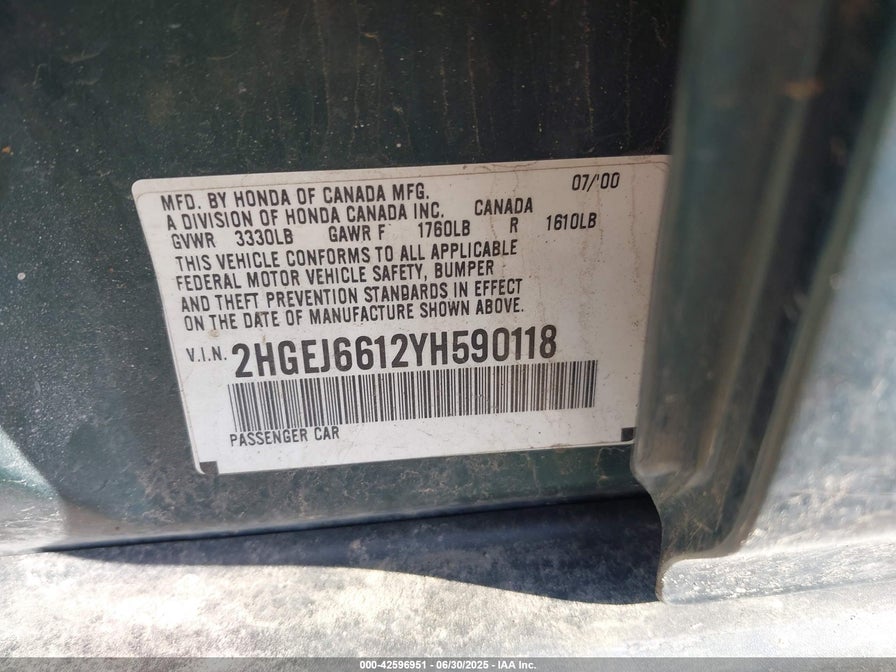 MFD. BY HONDA OF CANADA MFG. 07/'00
A DIVISION OF HONDA CANADA INC. CANADA
GVWR 3330LB GAWR F 1760LB R 1610LB
THIS VEHICLE CONFORMS TO ALL APPLICABLE
FEDERAL MOTOR VEHICLE SAFETY, BUMPER
AND THEFT PREVENTION STANDARDS IN EFFECT
ON THE DATE OF MANUFACTURE SHOWN ABOVE.
V.I.N. 2HGEJ6612YH590118
PASSENGER CAR
000-42596951 - 06/30/2025 - IAA Inc.